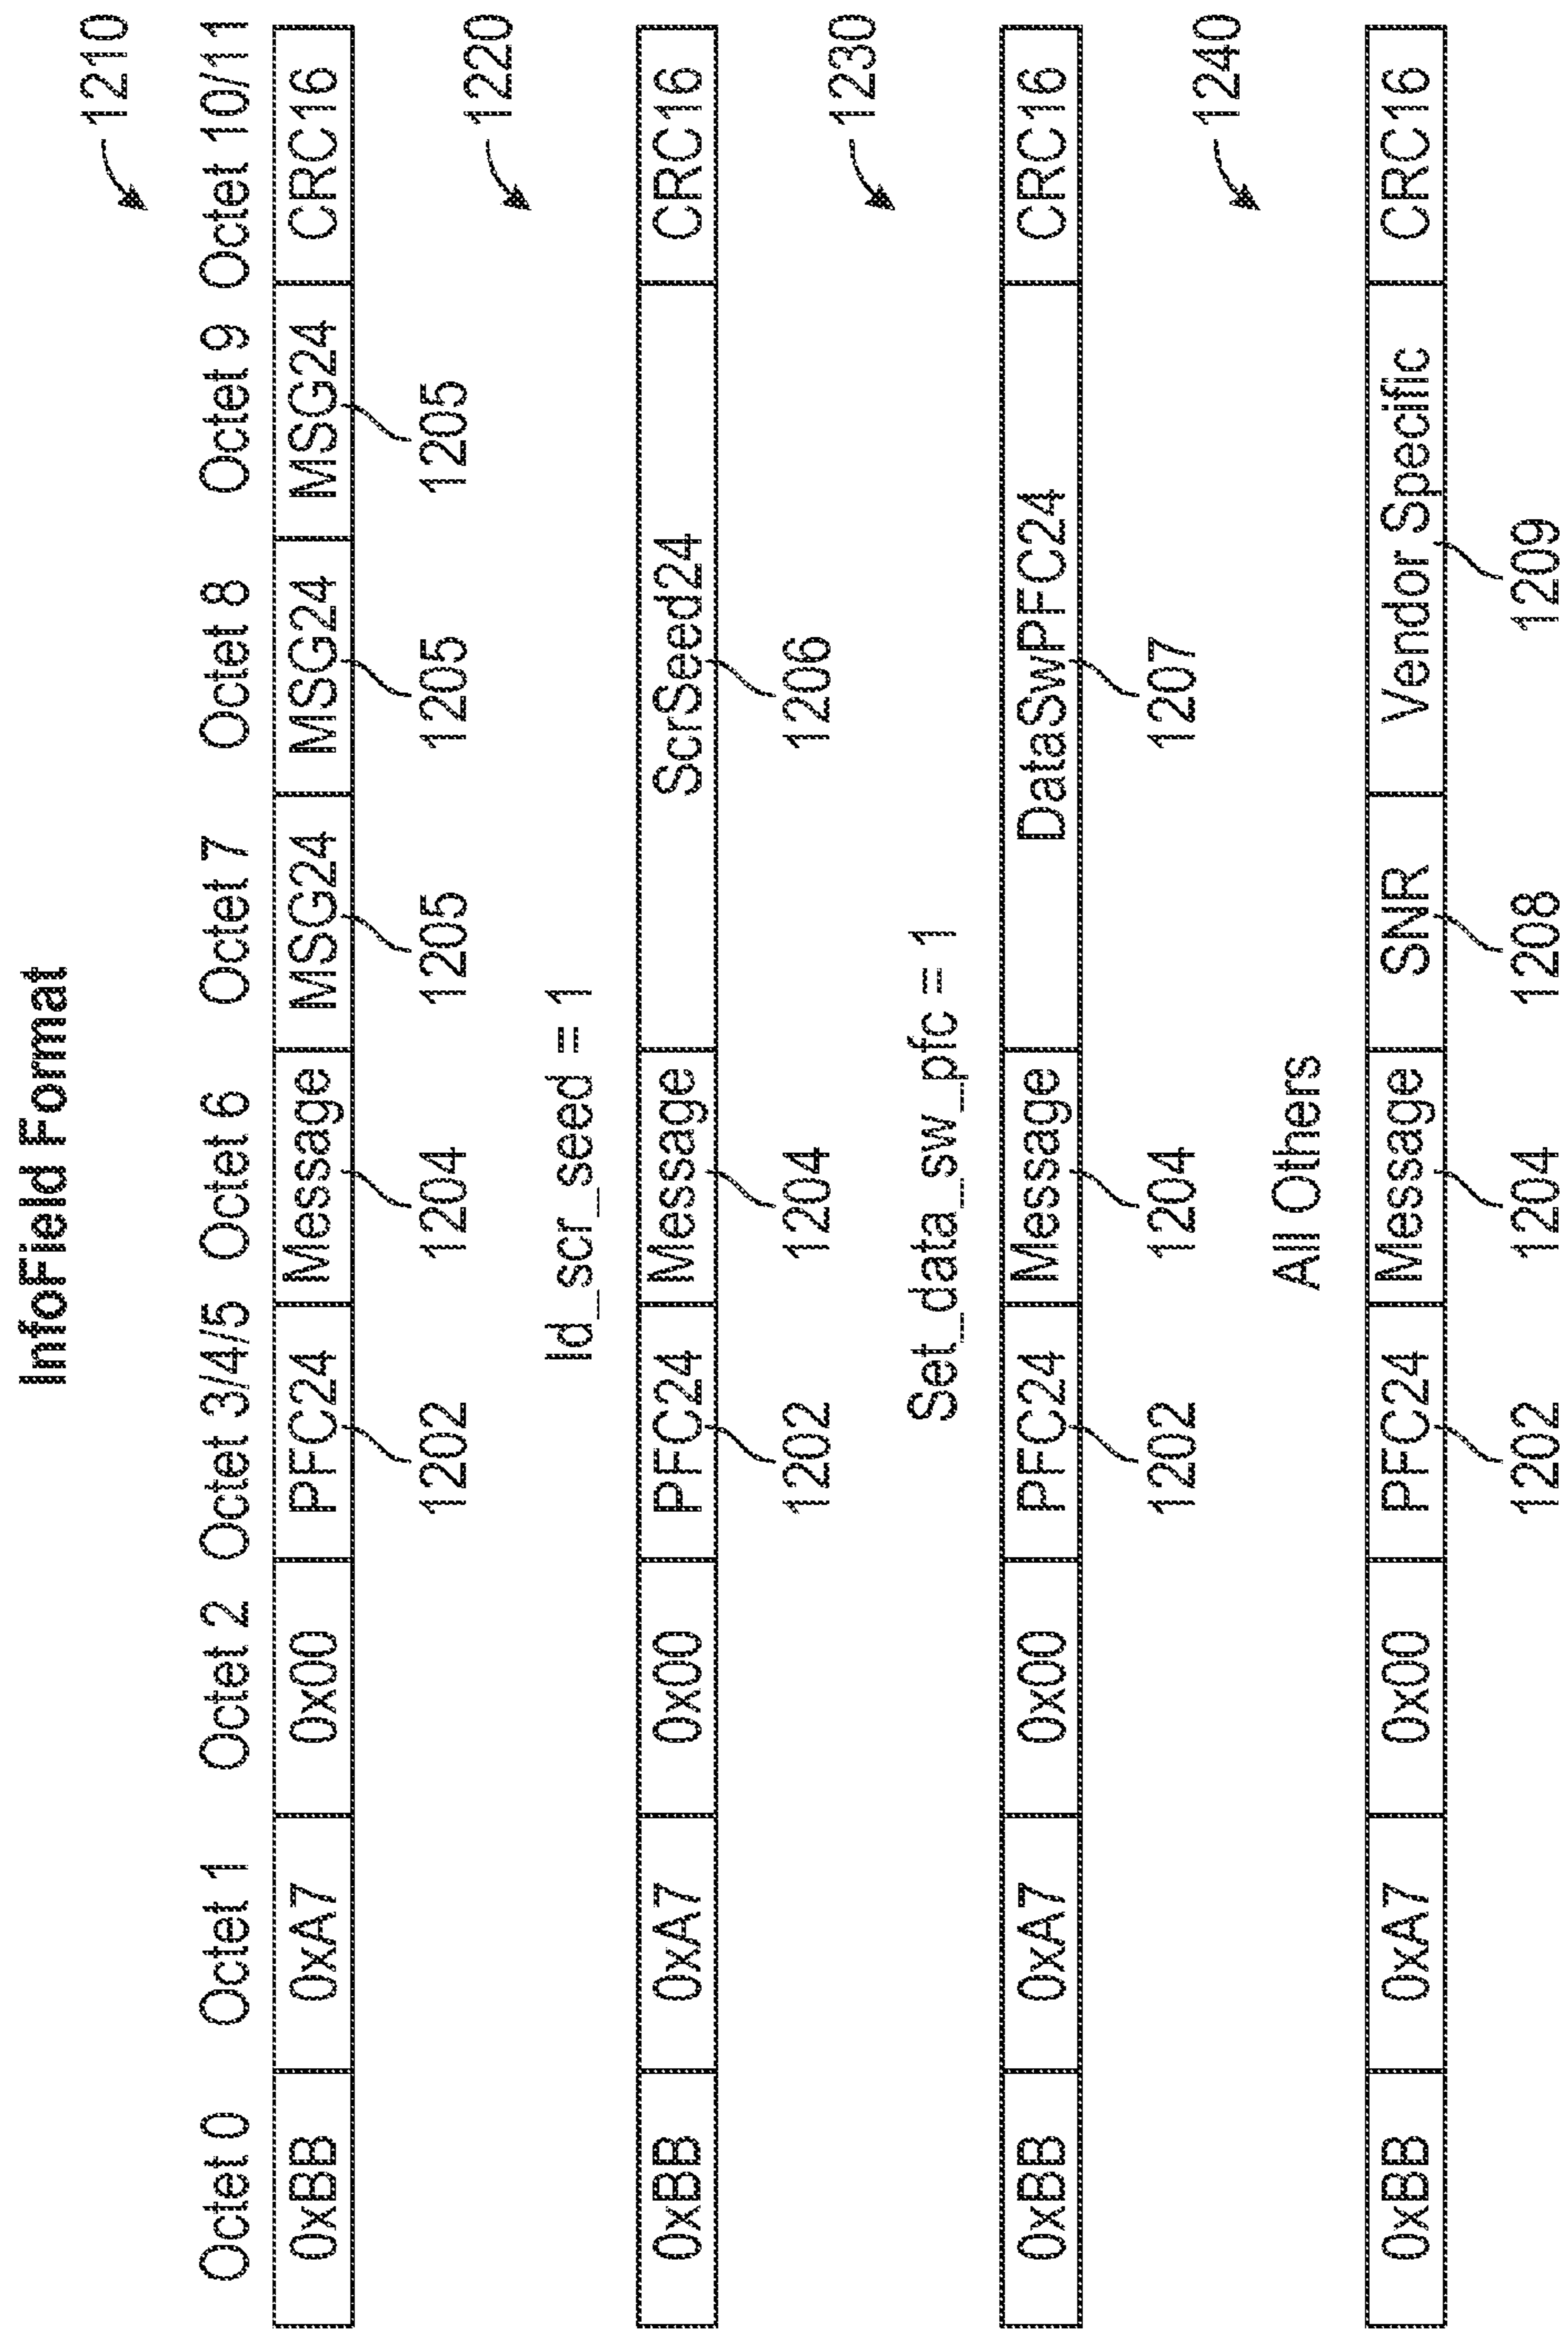 InfoField Format
1210
Octet 0 Octet 1 Octet 2 Octet 3/4/5 Octet 6 Octet 7 Octet 8 Octet 9 Octet 10/11
0xBB 0xA7 0x00 PFC24 Message MSG24 MSG24 MSG24 CRC16
1202 1204 1205 1205 1205
Id_scr_seed = 1
1220
0xBB 0xA7 0x00 PFC24 Message ScrSeed24 CRC16
1202 1204 1206
Set_data_sw_pfc = 1
1230
0xBB 0xA7 0x00 PFC24 Message DataSwPFC24 CRC16
1202 1204 1207
All Others
1240
0xBB 0xA7 0x00 PFC24 Message SNR Vendor Specific CRC16
1202 1204 1208 1209